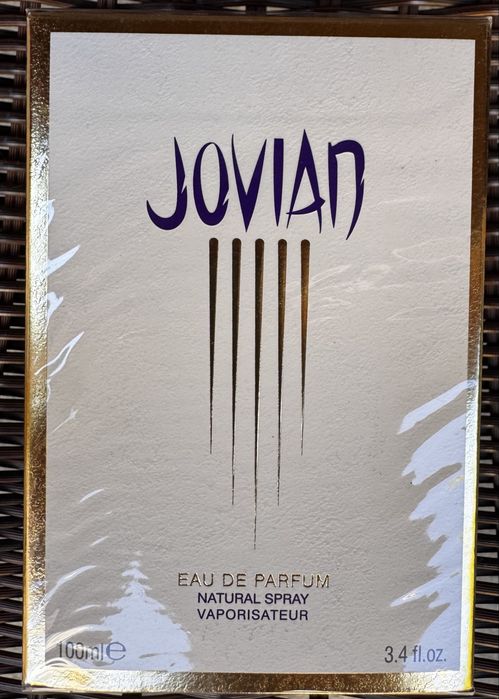 JOVIAN
EAU DE PARFUM
NATURAL SPRAY
VAPORISATEUR
100ml℮
3.4 fl.oz.